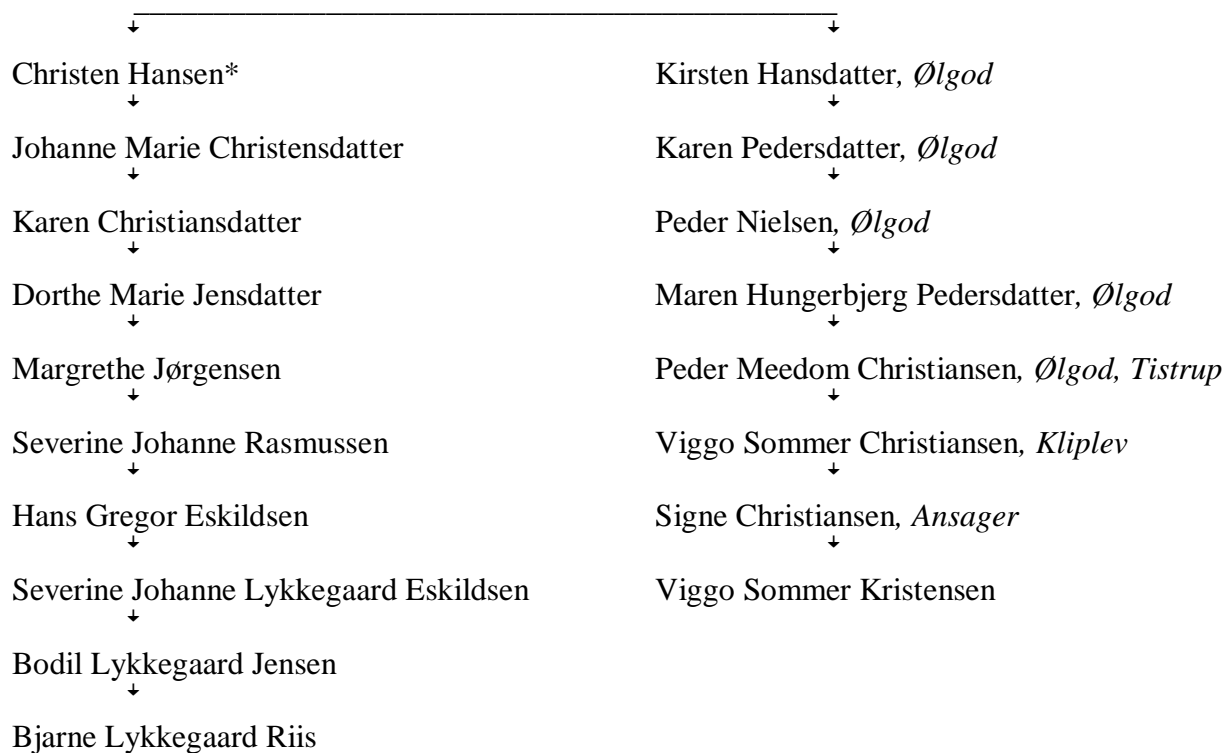 Christen Hansen* Kirsten Hansdatter, Ølgod
Johanne Marie Christensdatter Karen Pedersdatter, Ølgod
Karen Christiansdatter Peder Nielsen, Ølgod
Dorthe Marie Jensdatter Maren Hungerbjerg Pedersdatter, Ølgod
Margrethe Jørgensen Peder Meedom Christiansen, Ølgod, Tistrup
Severine Johanne Rasmussen Viggo Sommer Christiansen, Kliplev
Hans Gregor Eskildsen Signe Christiansen, Ansager
Severine Johanne Lykkegaard Eskildsen Viggo Sommer Kristensen
Bodil Lykkegaard Jensen
Bjarne Lykkegaard Riis